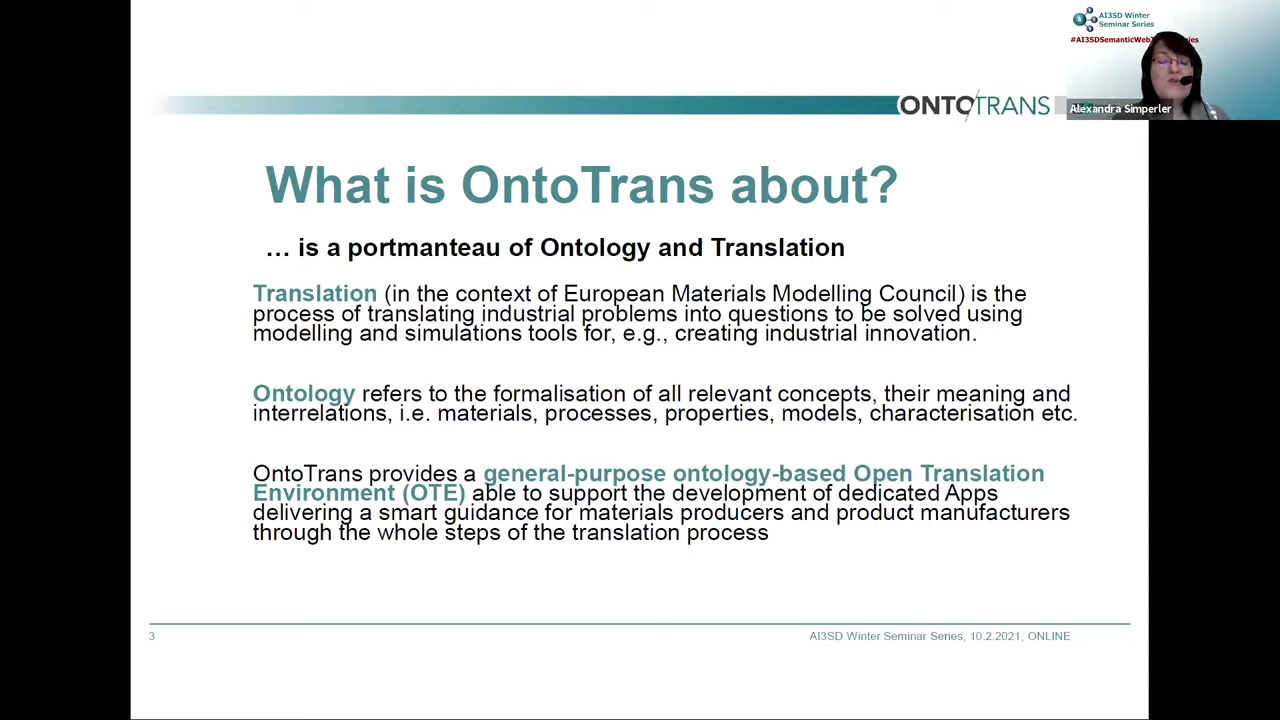 AI3SD Winter
Seminar Series
#AI3SDSemanticWeb
ies
ONTOTRANS
Alexandra Simperler
What is OntoTrans about?
… is a portmanteau of Ontology and Translation
Translation (in the context of European Materials Modelling Council) is the
process of translating industrial problems into questions to be solved using
modelling and simulations tools for, e.g., creating industrial innovation.
Ontology refers to the formalisation of all relevant concepts, their meaning and
interrelations, i.e. materials, processes, properties, models, characterisation etc.
OntoTrans provides a general-purpose ontology-based Open Translation
Environment (OTE) able to support the development of dedicated Apps
delivering a smart guidance for materials producers and product manufacturers
through the whole steps of the translation process
3
AI3SD Winter Seminar Series, 10.2.2021, ONLINE